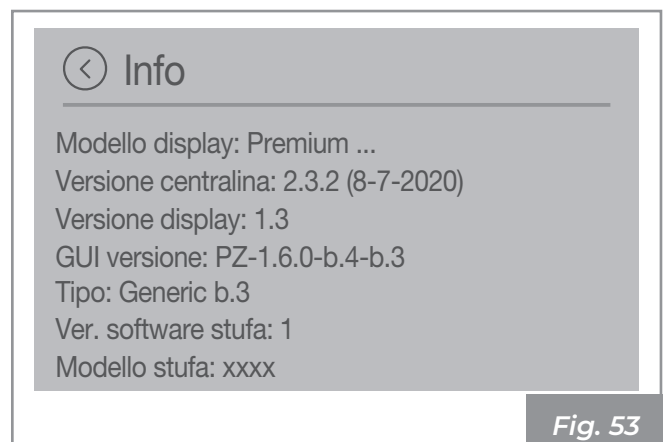 Info
Modello display: Premium ...
Versione centralina: 2.3.2 (8-7-2020)
Versione display: 1.3
GUI versione: PZ-1.6.0-b.4-b.3
Tipo: Generic b.3
Ver. software stufa: 1
Modello stufa: xxxx
Fig. 53